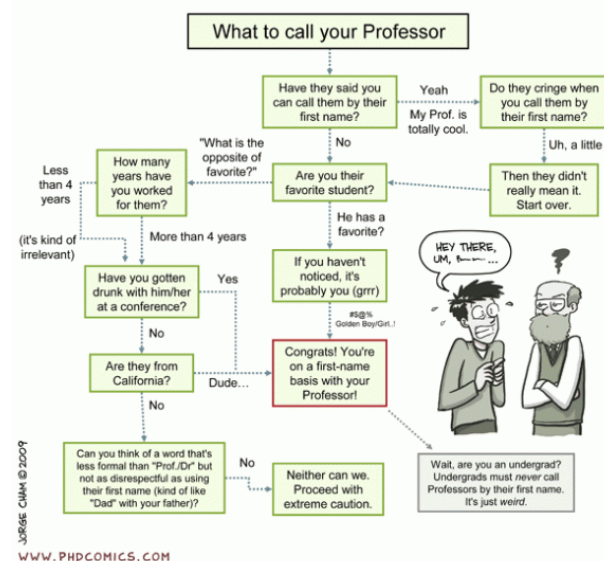 What to call your Professor
Have they said you
can call them by their
first name?
Yeah
My Prof. is
totally cool.
Do they cringe when
you call them by
their first name?
No
Uh, a little
Then they didn't
really mean it.
Start over.
Are you their
favorite student?
"What is the
opposite of
favorite?"
How many
years have
you worked
for them?
Less
than 4
years
(it's kind of
irrelevant)
More than 4 years
He has a
favorite?
If you haven't
noticed, it's
probably you (grrr)
#$@%
Golden Boy/Girl..!
Have you gotten
drunk with him/her
at a conference?
Yes
No
Are they from
California?
Dude...
Congrats! You're
on a first-name
basis with your
Professor!
No
Can you think of a word that's
less formal than "Prof./Dr" but
not as disrespectful as using
their first name (kind of like
"Dad" with your father)?
No
Neither can we.
Proceed with
extreme caution.
HEY THERE,
UM,
?
Wait, are you an undergrad?
Undergrads must never call
Professors by their first name.
It's just weird.
JORGE CHAM © 2009
WWW.PHDCOMICS.COM